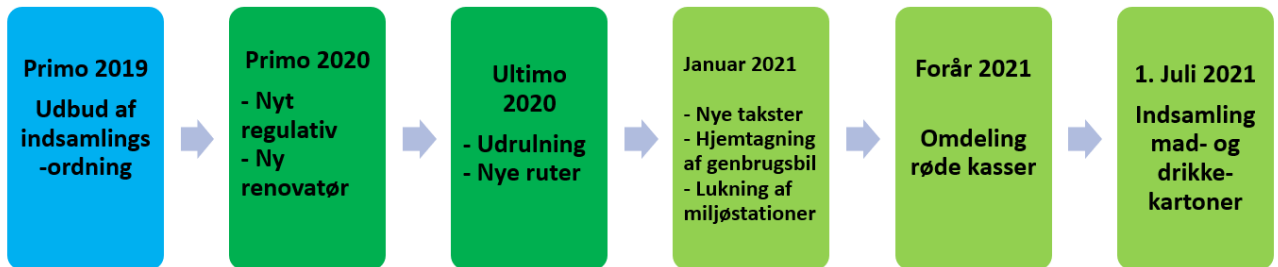 Primo 2019
Udbud af
indsamlings
-ordning
Primo 2020
- Nyt
regulativ
- Ny
renovatør
Ultimo
2020
- Udrulning
- Nye ruter
Januar 2021
- Nye takster
- Hjemtagning
af genbrugsbil
- Lukning af
miljøstationer
Forår 2021
Omdeling
røde kasser
1. Juli 2021
Indsamling
mad- og
drikke-
kartoner